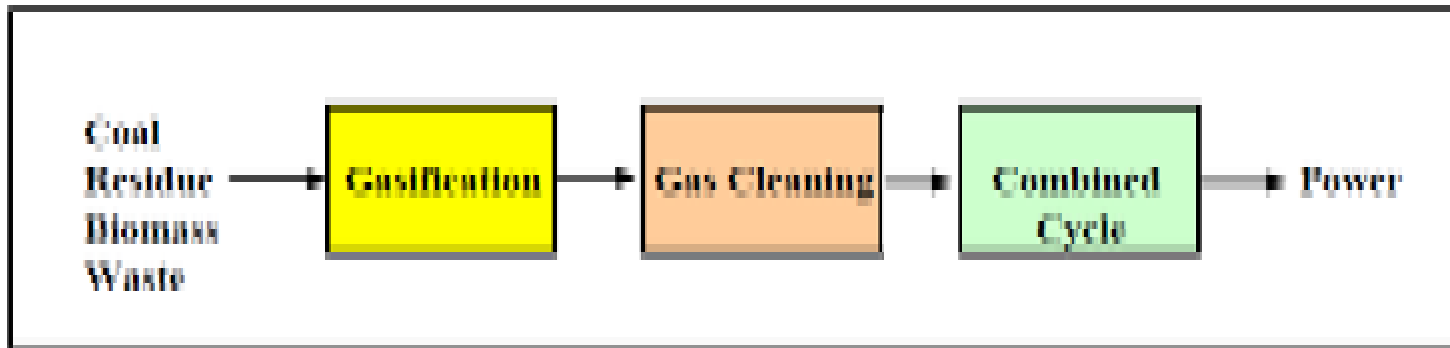 Coal
Residue
Biomass
Waste
Gasification
Gas Cleaning
Combined
Cycle
Power